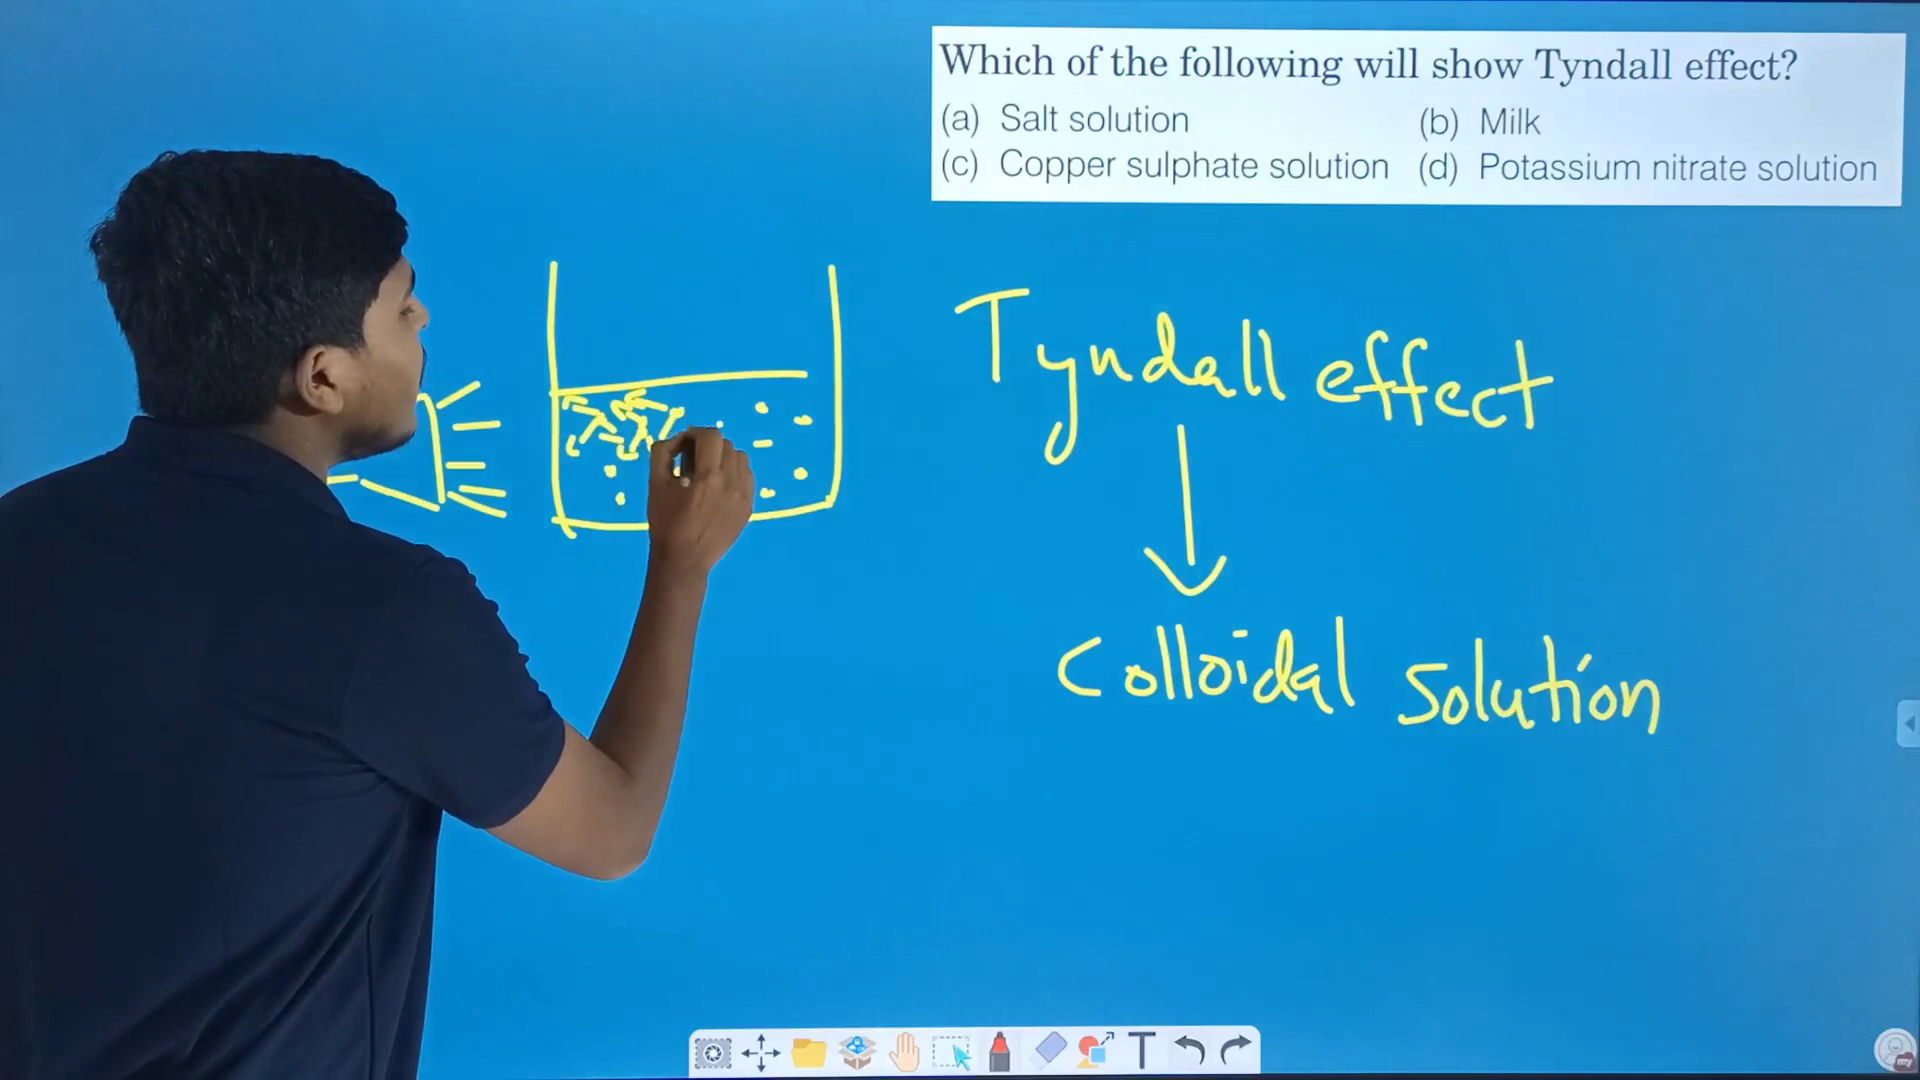 Which of the following will show Tyndall effect?
(a) Salt solution (b) Milk
(c) Copper sulphate solution (d) Potassium nitrate solution
Tyndall effect
Colloidal solution
T
my